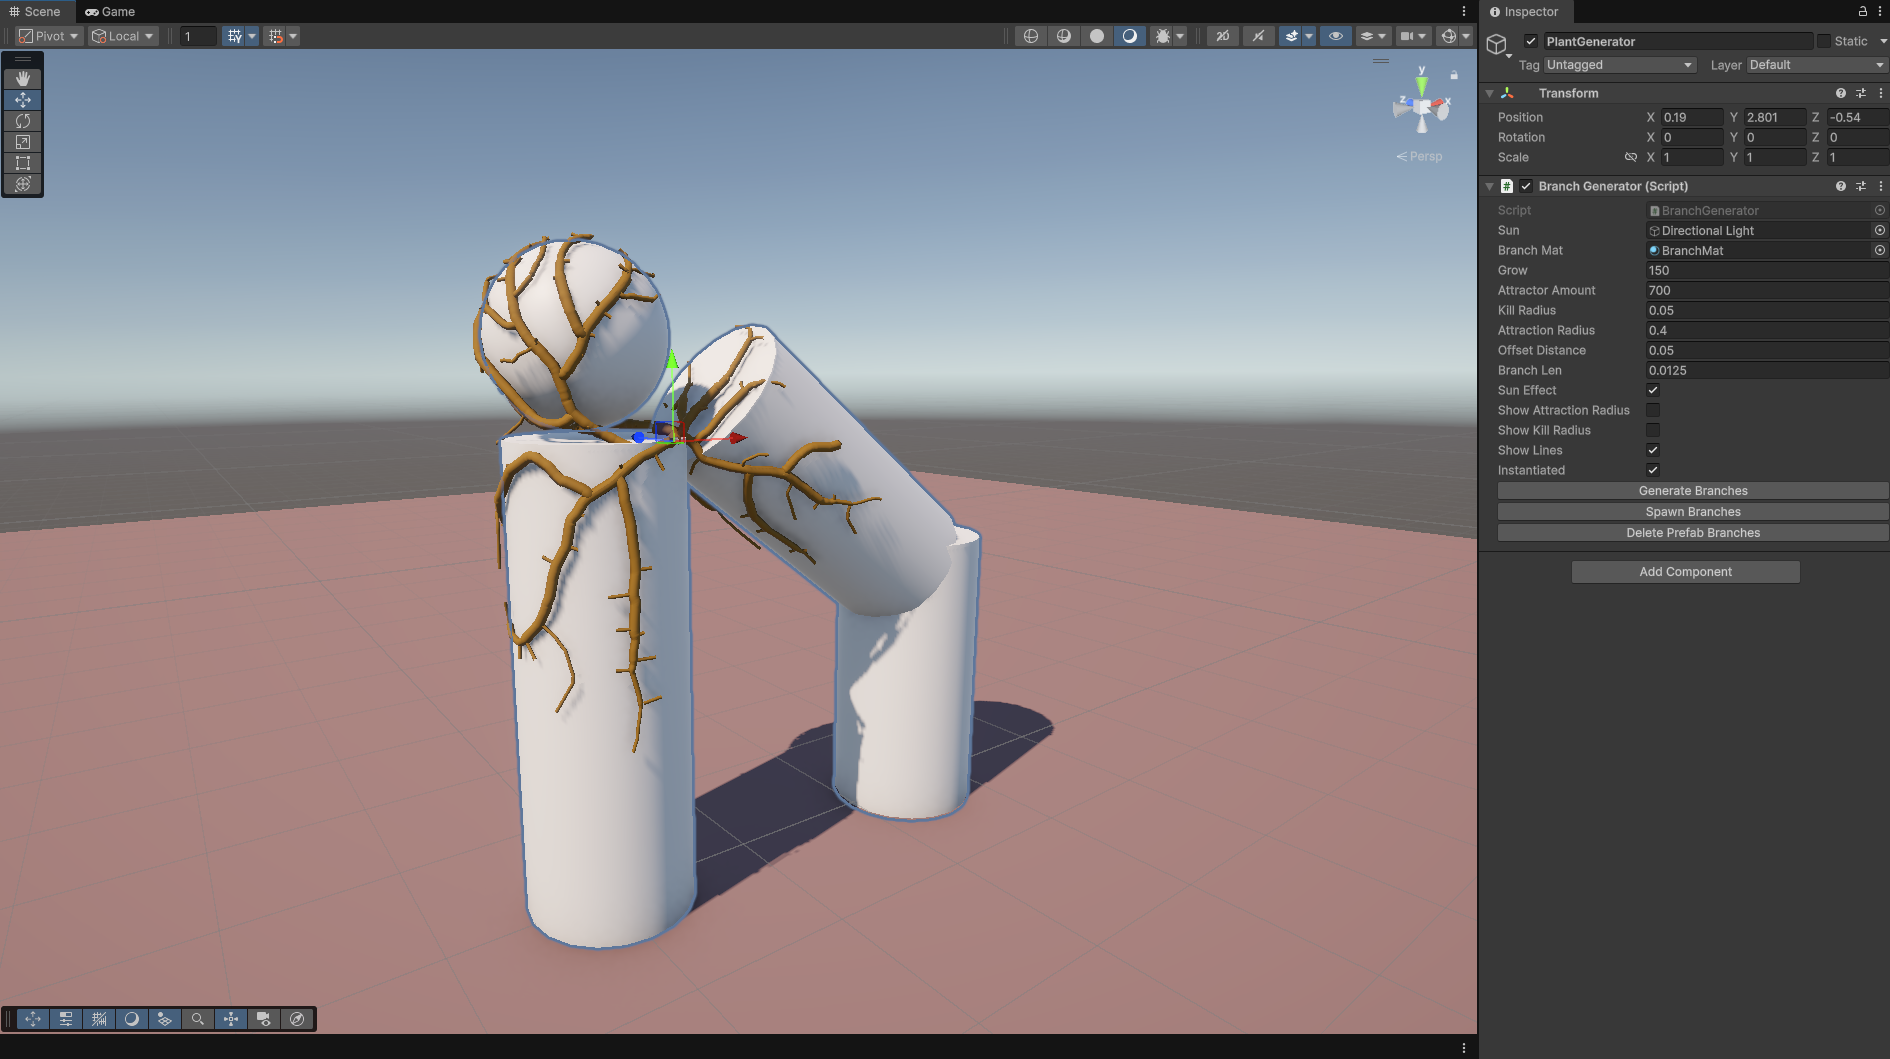 Scene Game
Pivot Local 1 2D
y
z x
Persp
Inspector
PlantGenerator Static
Tag Untagged Layer Default
Transform
Position X 0.19 Y 2.801 Z -0.54
Rotation X 0 Y 0 Z 0
Scale X 1 Y 1 Z 1
# Branch Generator (Script)
Script BranchGenerator
Sun Directional Light
Branch Mat BranchMat
Grow 150
Attractor Amount 700
Kill Radius 0.05
Attraction Radius 0.4
Offset Distance 0.05
Branch Len 0.0125
Sun Effect
Show Attraction Radius
Show Kill Radius
Show Lines
Instantiated
Generate Branches
Spawn Branches
Delete Prefab Branches
Add Component